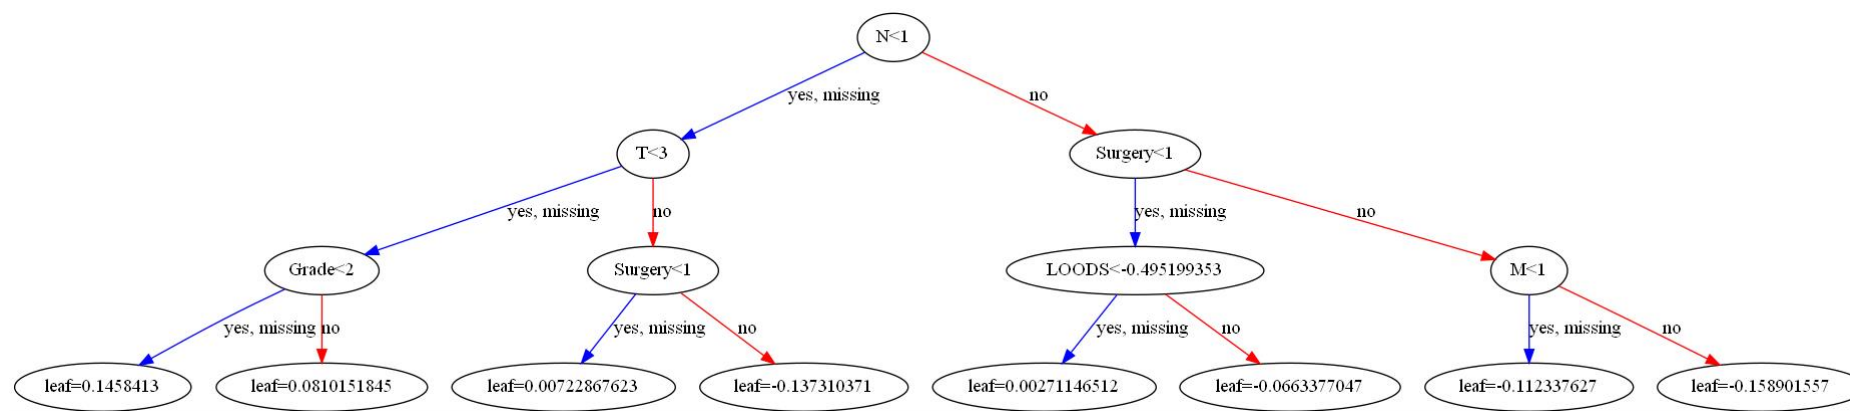 N<1
yes, missing
no
T<3
Surgery<1
yes, missing
no
yes, missing
no
Grade<2
Surgery<1
LOODS<-0.495199353
M<1
yes, missing
no
yes, missing
no
yes, missing
no
yes, missing
no
leaf=0.1458413
leaf=0.0810151845
leaf=0.00722867623
leaf=-0.137310371
leaf=0.00271146512
leaf=-0.0663377047
leaf=-0.112337627
leaf=-0.158901557